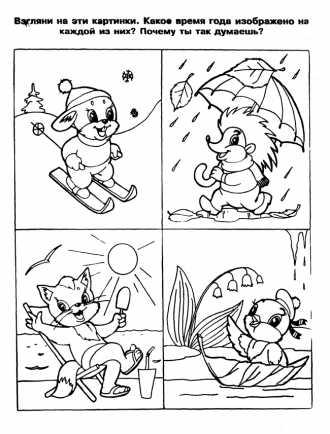 Взгляни на эти картинки. Какое время года изображено на
каждой из них? Почему ты так думаешь?